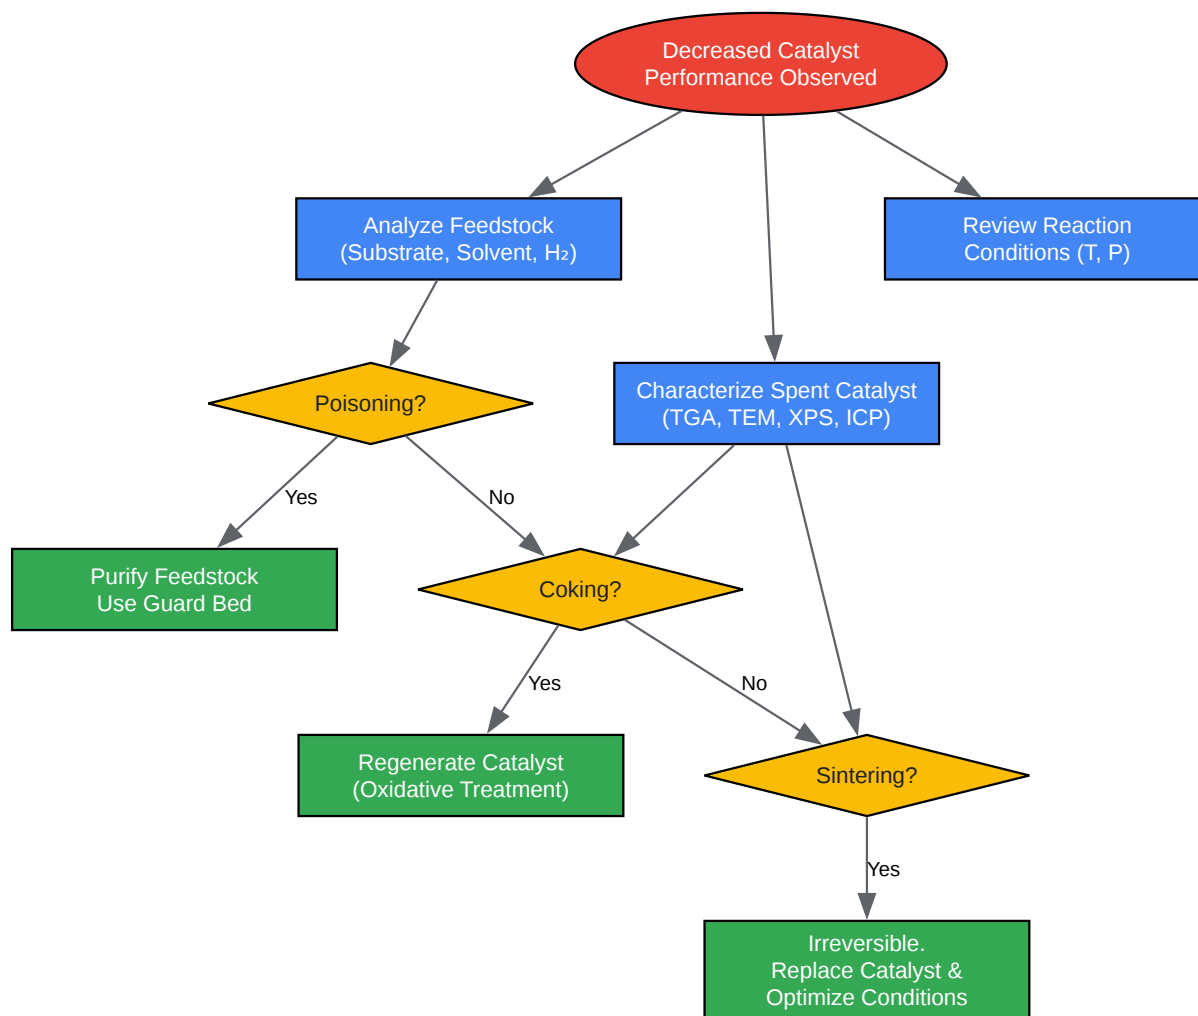 Decreased Catalyst
Performance Observed
Analyze Feedstock
(Substrate, Solvent, H₂)
Review Reaction
Conditions (T, P)
Poisoning?
Characterize Spent Catalyst
(TGA, TEM, XPS, ICP)
Yes
No
Purify Feedstock
Use Guard Bed
Coking?
Yes
No
Regenerate Catalyst
(Oxidative Treatment)
Sintering?
Yes
Irreversible.
Replace Catalyst &
Optimize Conditions